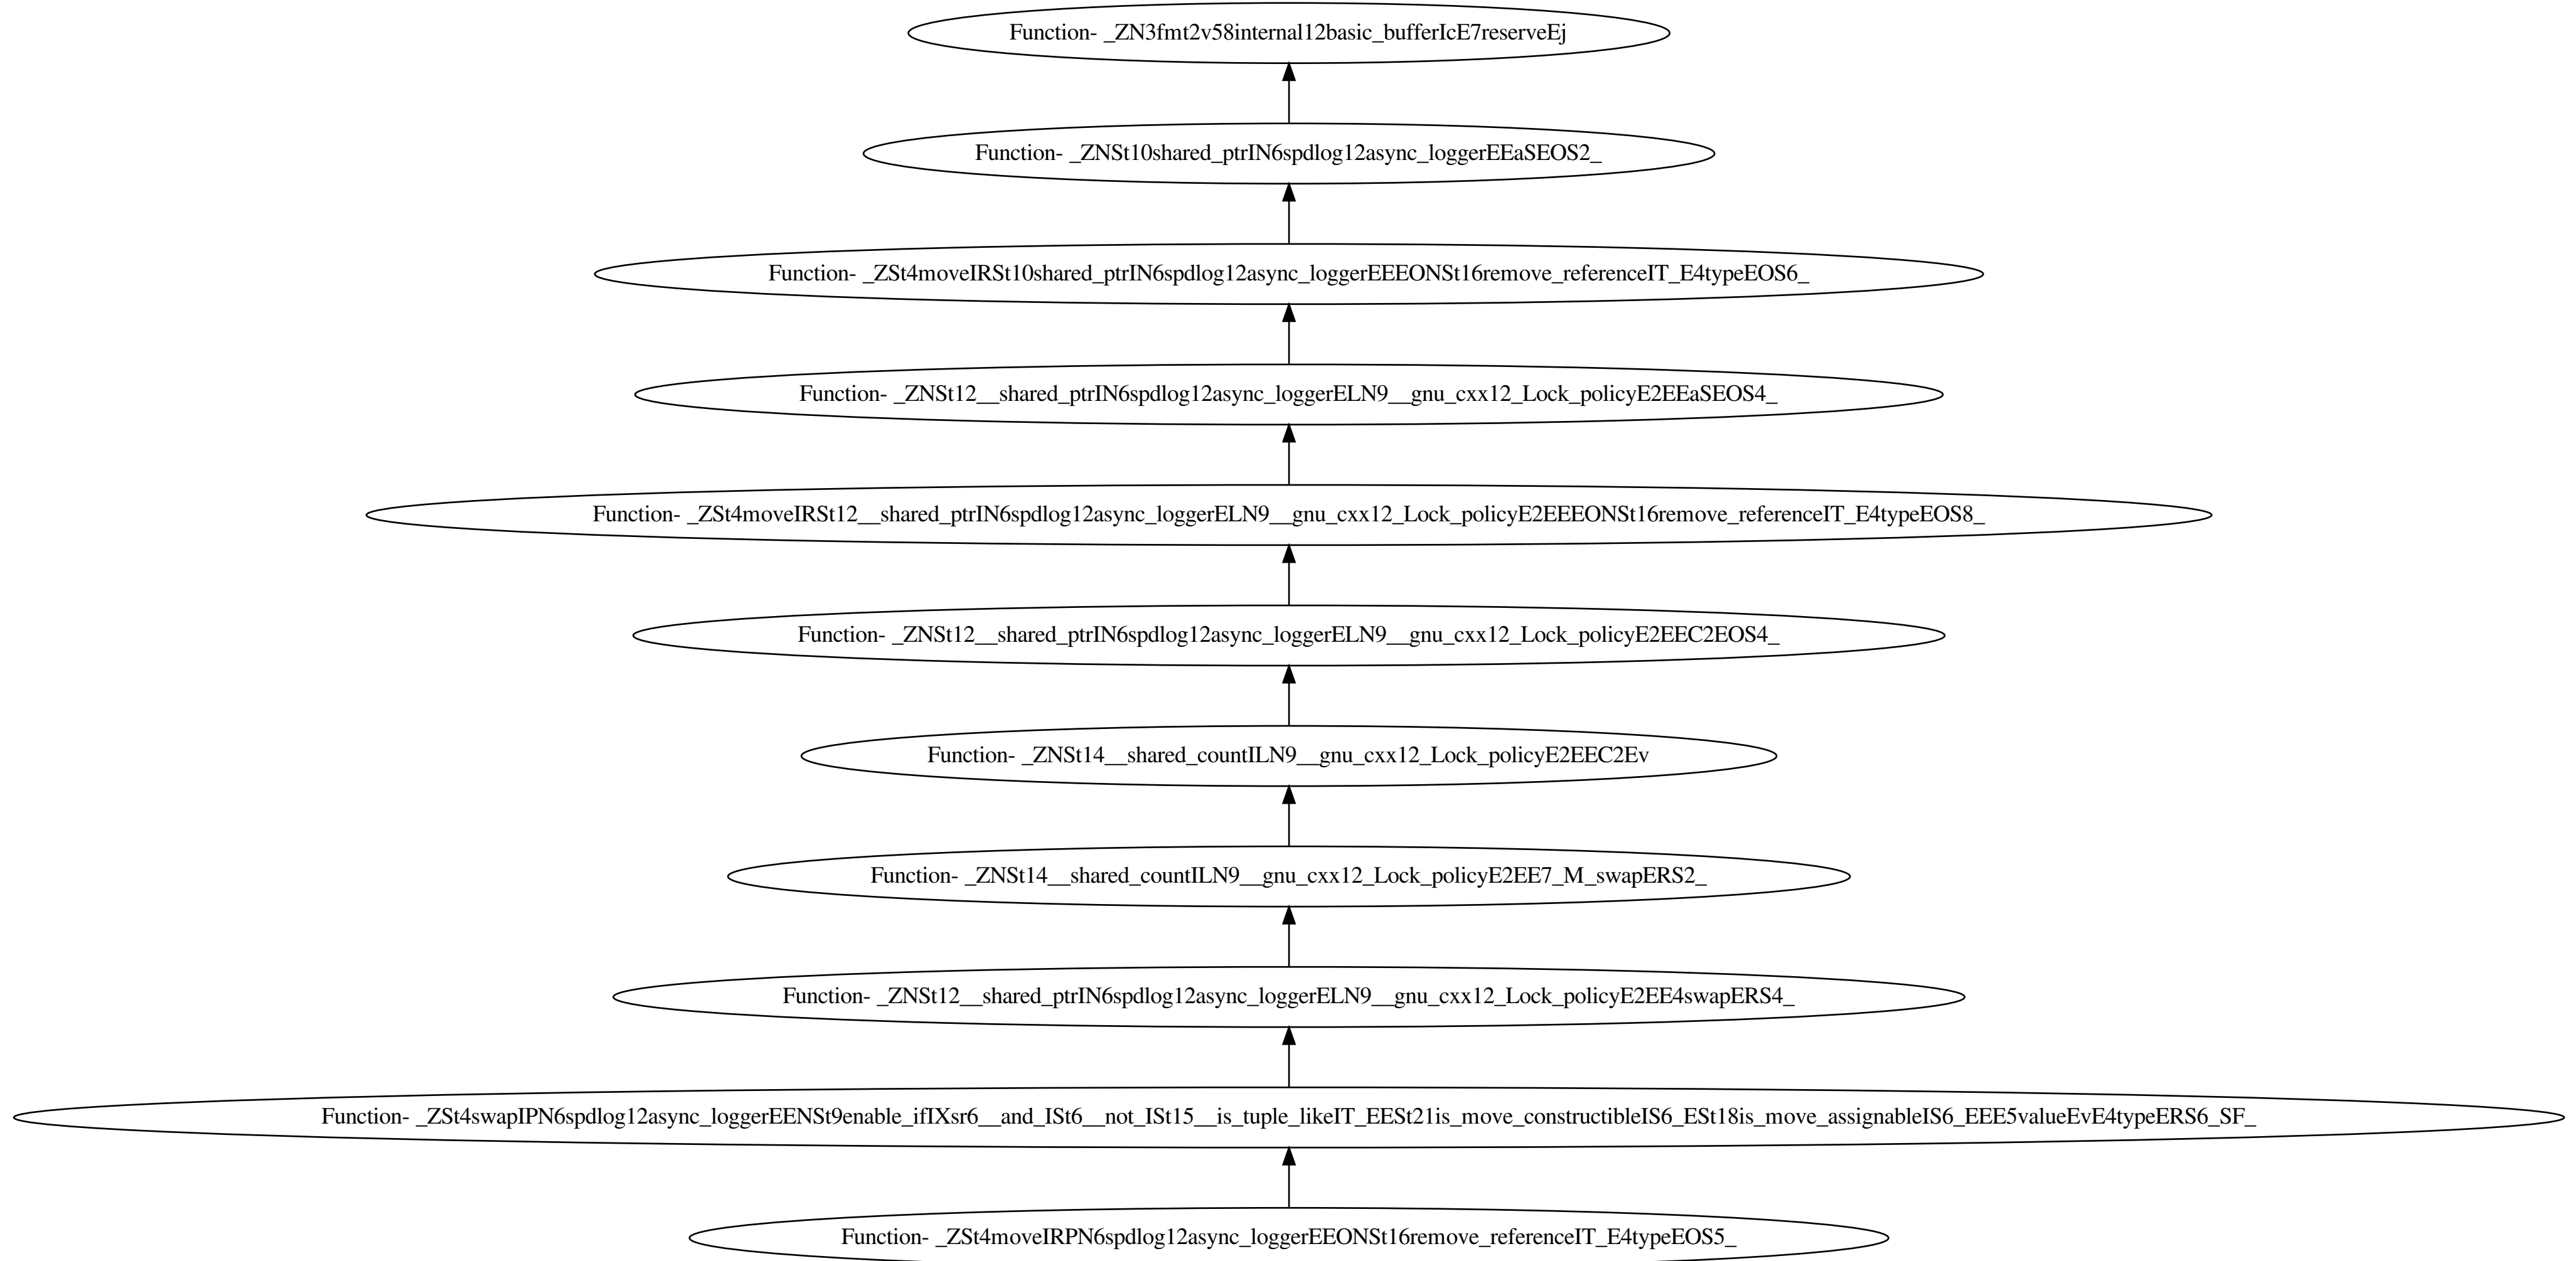 Function- _ZN3fmt2v58internal12basic_bufferIcE7reserveEj
Function- _ZNSt10shared_ptrIN6spdlog12async_loggerEEaSEOS2_
Function- _ZSt4moveIRSt10shared_ptrIN6spdlog12async_loggerEEEONSt16remove_referenceIT_E4typeEOS6_
Function- _ZNSt12__shared_ptrIN6spdlog12async_loggerELN9__gnu_cxx12_Lock_policyE2EEaSEOS4_
Function- _ZSt4moveIRSt12__shared_ptrIN6spdlog12async_loggerELN9__gnu_cxx12_Lock_policyE2EEEONSt16remove_referenceIT_E4typeEOS8_
Function- _ZNSt12__shared_ptrIN6spdlog12async_loggerELN9__gnu_cxx12_Lock_policyE2EEC2EOS4_
Function- _ZNSt14__shared_countILN9__gnu_cxx12_Lock_policyE2EEC2Ev
Function- _ZNSt14__shared_countILN9__gnu_cxx12_Lock_policyE2EE7_M_swapERS2_
Function- _ZNSt12__shared_ptrIN6spdlog12async_loggerELN9__gnu_cxx12_Lock_policyE2EE4swapERS4_
Function- _ZSt4swapIPN6spdlog12async_loggerEENSt9enable_ifIXsr6__and_ISt6__not_ISt15__is_tuple_likeIT_EESt21is_move_constructibleIS6_ESt18is_move_assignableIS6_EEE5valueEvE4typeERS6_SF_
Function- _ZSt4moveIRPN6spdlog12async_loggerEEONSt16remove_referenceIT_E4typeEOS5_